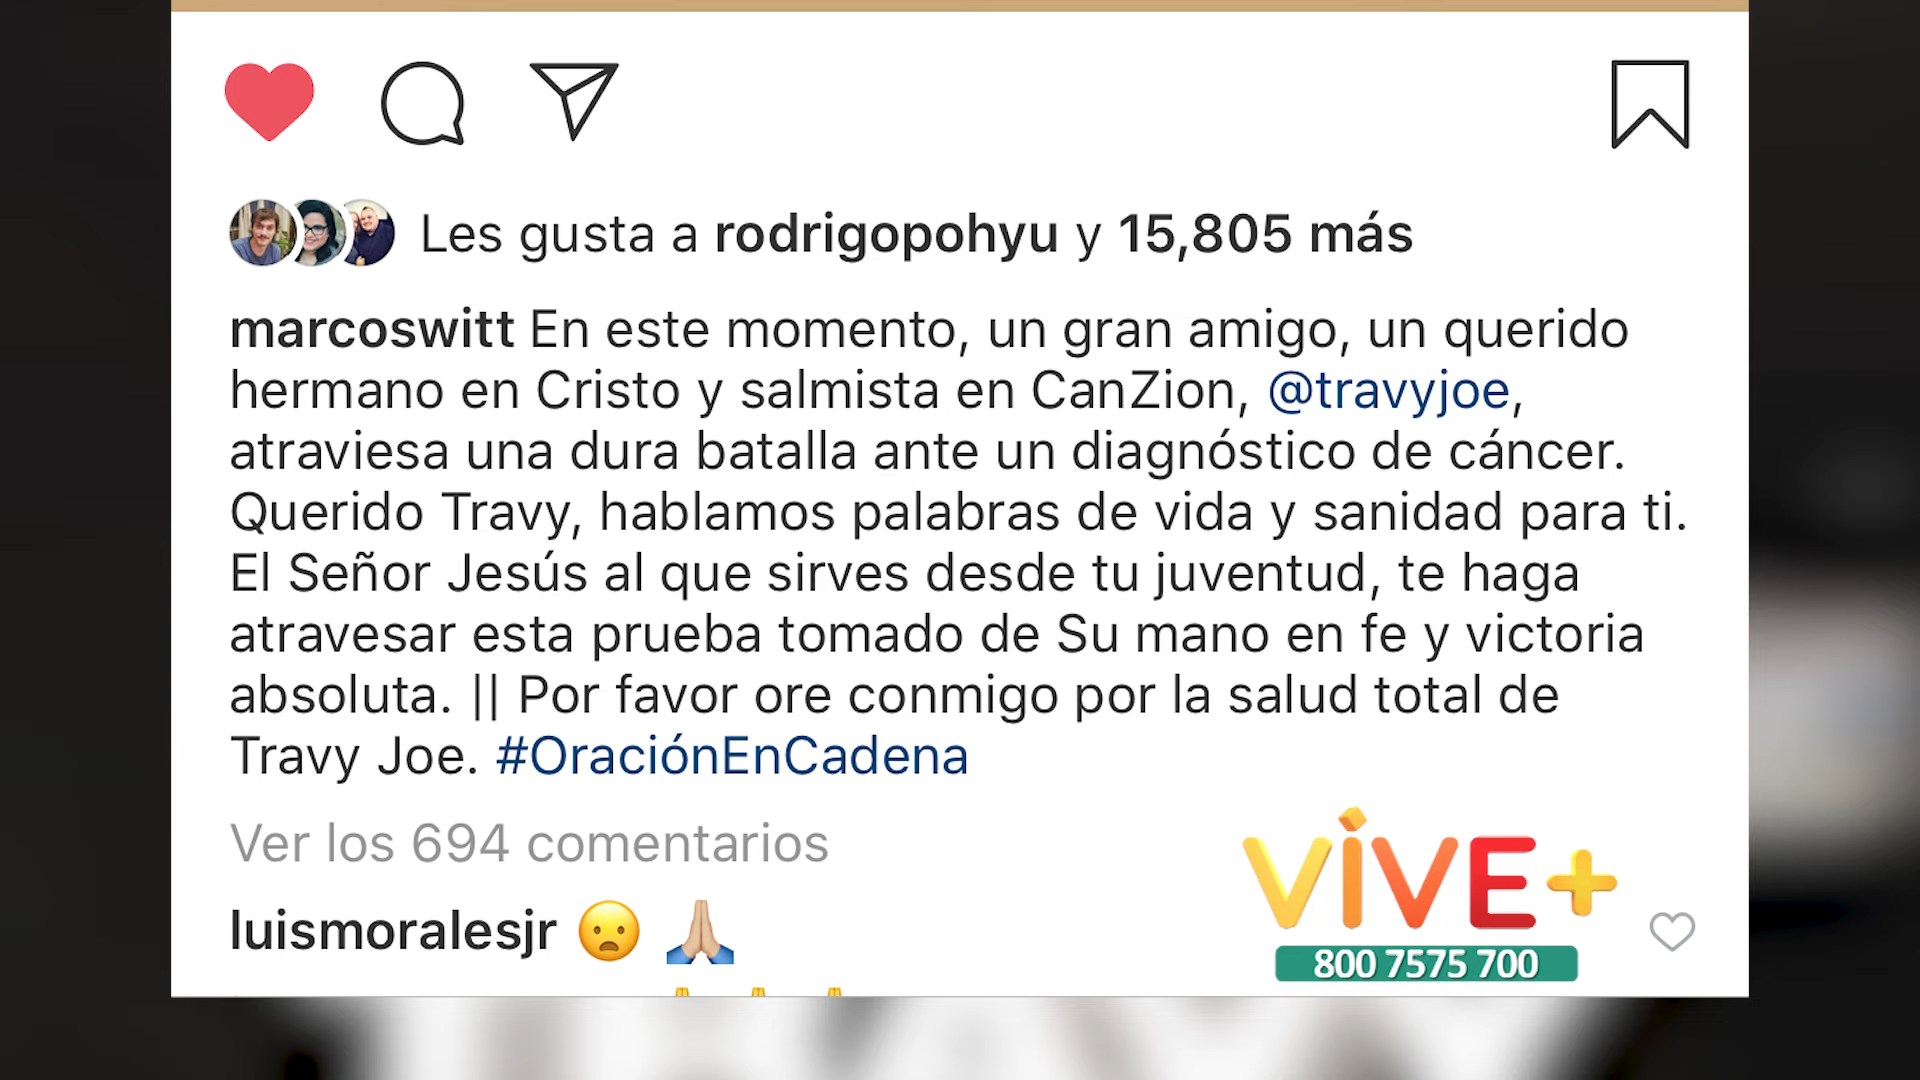 Les gusta a rodrigopohyu y 15,805 más
marcoswitt En este momento, un gran amigo, un querido
hermano en Cristo y salmista en CanZion, @travyjoe,
atraviesa una dura batalla ante un diagnóstico de cáncer.
Querido Travy, hablamos palabras de vida y sanidad para ti.
El Señor Jesús al que sirves desde tu juventud, te haga
atravesar esta prueba tomado de Su mano en fe y victoria
absoluta. || Por favor ore conmigo por la salud total de
Travy Joe. #OraciónEnCadena
Ver los 694 comentarios
luismoralesjr 😦 🙏🏼
ViVE+
800 7575 700